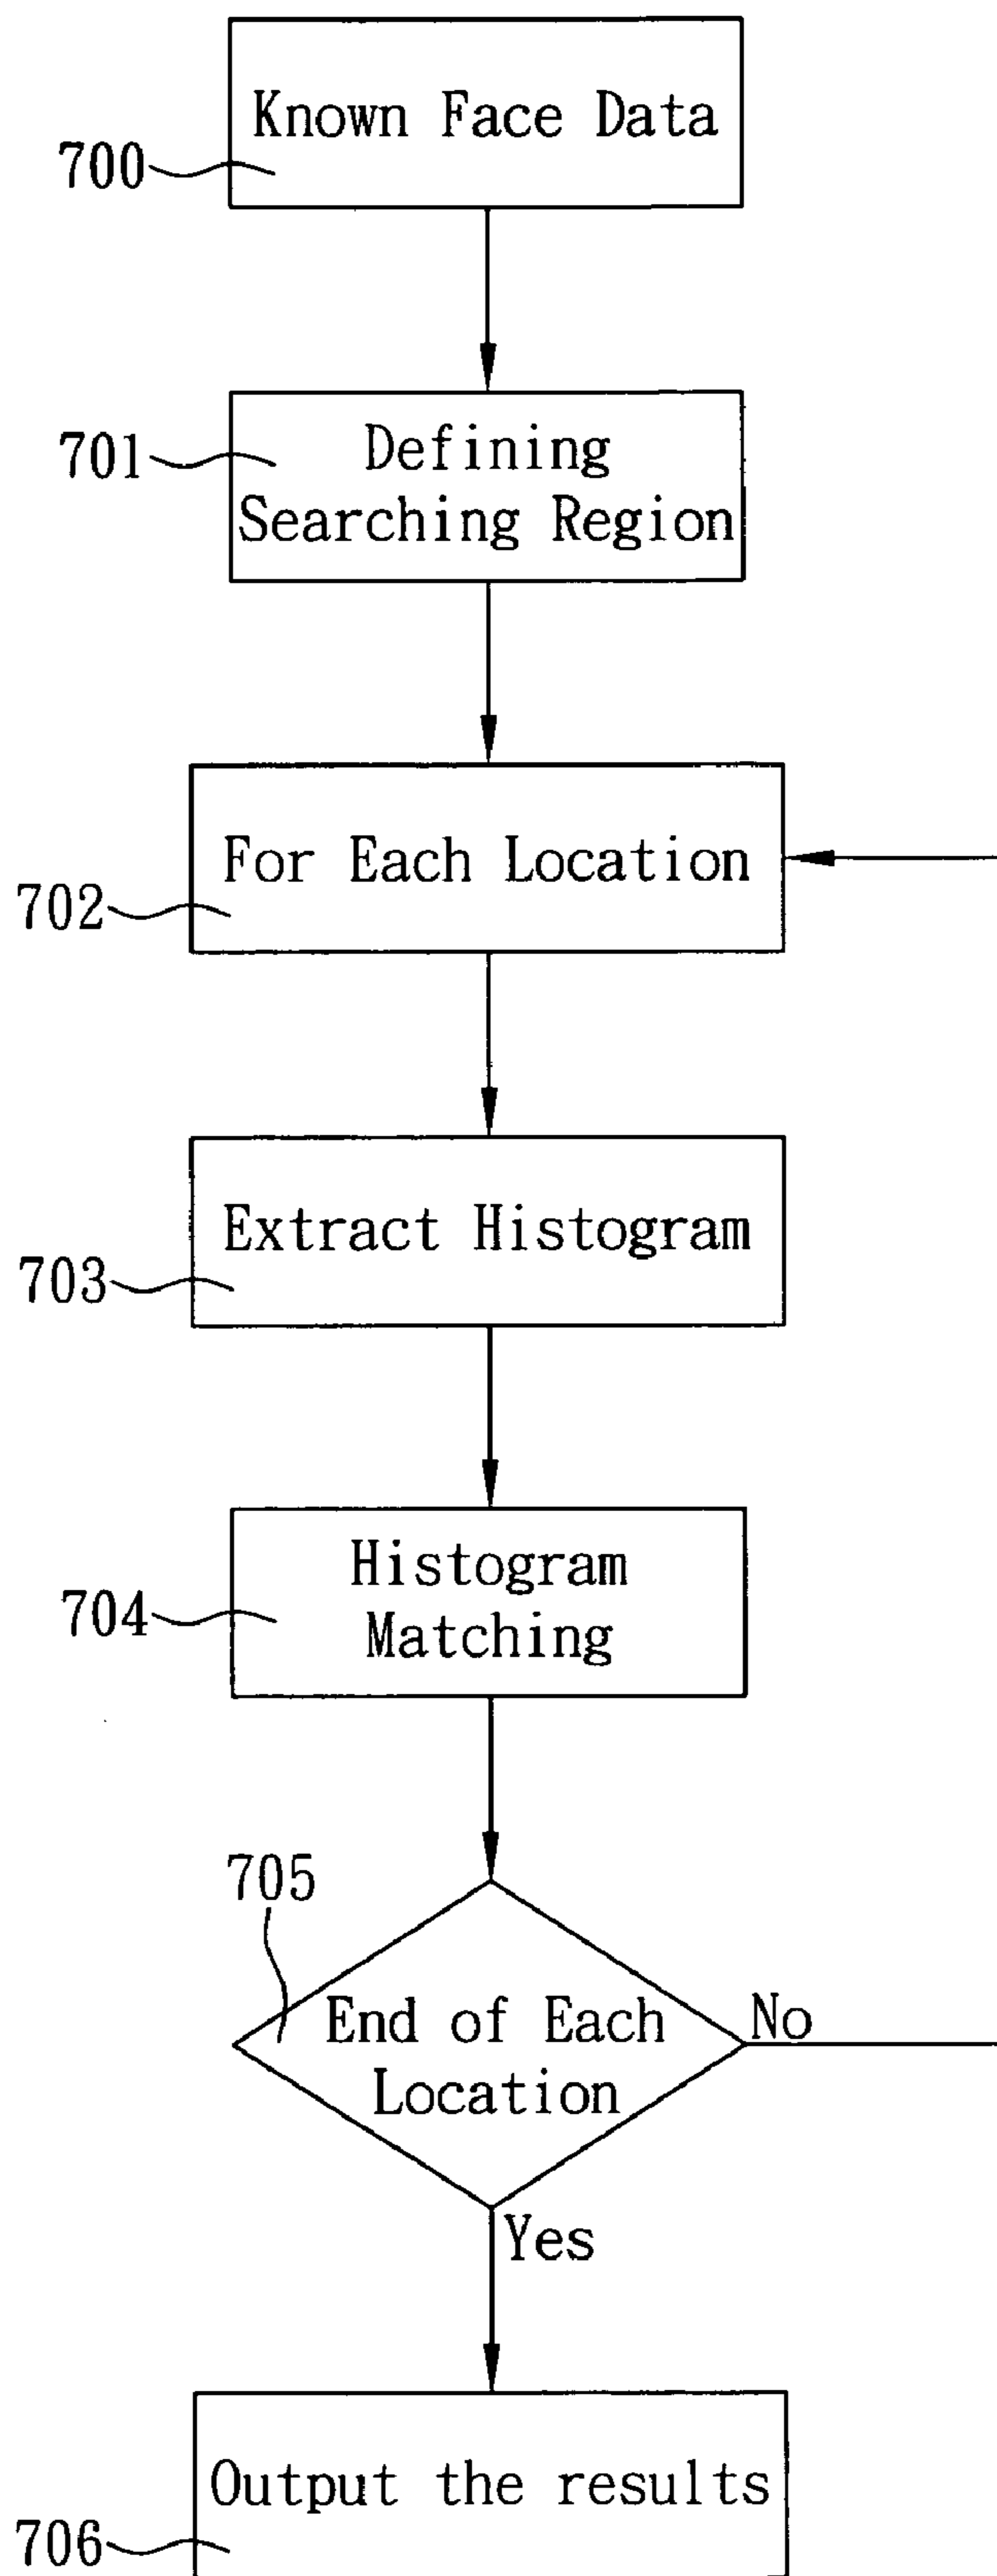 Known Face Data
700
701
Defining
Searching Region
For Each Location
702
Extract Histogram
703
Histogram
704
Matching
705
End of Each
No
Location
Yes
Output the results
706